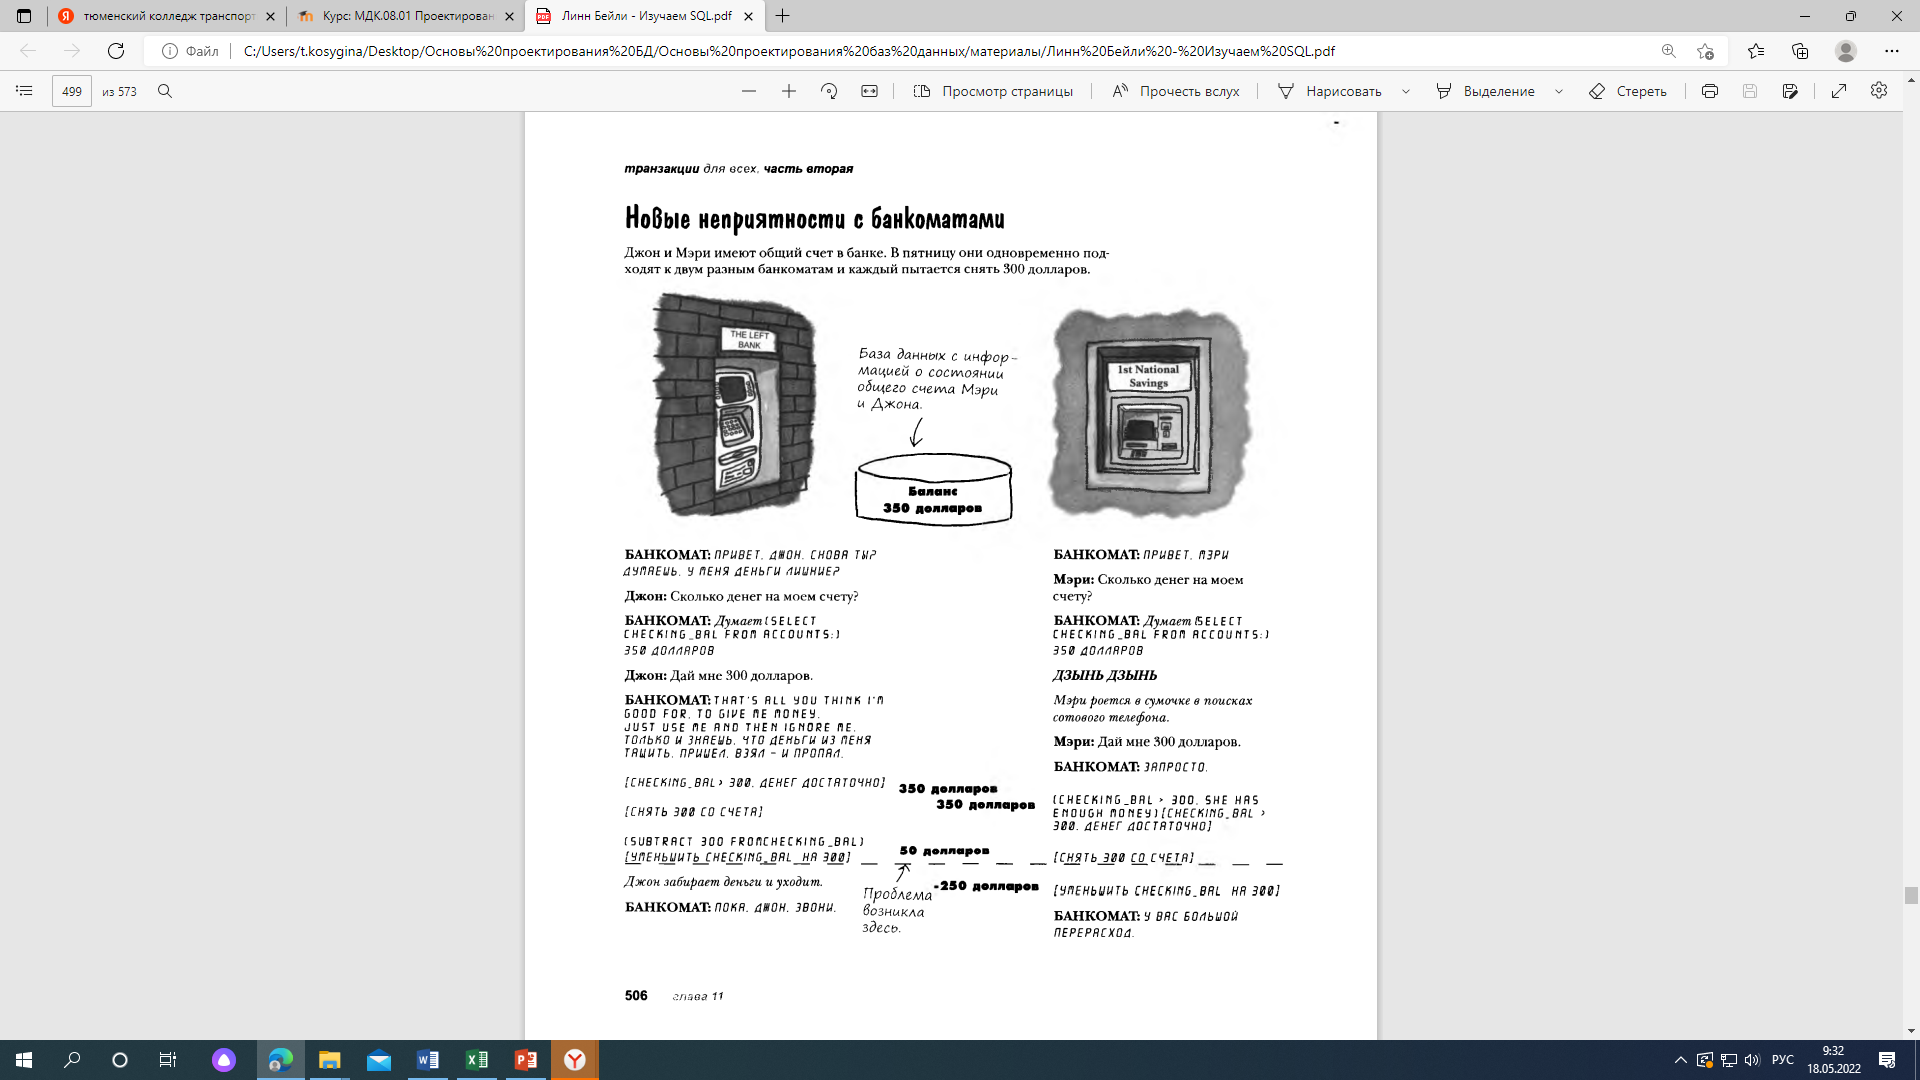 тюменский колледж транспорт
Курс: МДК.08.01 Проектирован
Линн Бейли - Изучаем SQL.pdf
Файл
C:/Users/t.kosygina/Desktop/Основы%20проектирования%20БД/Основы%20проектирования%20баз%20данных/материалы/Линн%20Бейли%20-%20Изучаем%20SQL.pdf
499 из 573
Просмотр страницы
Прочесть вслух
Нарисовать
Выделение
Стереть
транзакции для всех, часть вторая
Новые неприятности с банкоматами
Джон и Мэри имеют общий счет в банке. В пятницу они одновременно под-
ходят к двум разным банкоматам и каждый пытается снять 300 долларов.
THE LEFT
BANK
База данных с инфор-
мацией о состоянии
общего счета Мэри
и Джона.
1st National
Savings
Баланс
350 долларов
БАНКОМАТ: ПРИВЕТ, ДЖОН, СНОВА ТЫ?
ДУМАЕШЬ, У МЕНЯ ДЕНЬГИ ЛИШНИЕ?
Джон: Сколько денег на моем счету?
БАНКОМАТ: Думает (SELECT
CHECKING_BAL FROM ACCOUNTS;)
350 ДОЛЛАРОВ
Джон: Дай мне 300 долларов.
БАНКОМАТ: THAT'S ALL YOU THINK I'M
GOOD FOR, TO GIVE ME MONEY.
JUST USE ME AND THEN IGNORE ME.
ТОЛЬКО И ЗНАЕШЬ, ЧТО ДЕНЬГИ ИЗ МЕНЯ
ТАЩИТЬ. ПРИШЕЛ, ВЗЯЛ – И ПРОПАЛ.
[CHECKING_BAL > 300, ДЕНЕГ ДОСТАТОЧНО]
[СНЯТЬ 300 СО СЧЕТА]
(SUBTRACT 300 FROMCHECKING_BAL)
[УМЕНЬШИТЬ CHECKING_BAL НА 300]
Джон забирает деньги и уходит.
БАНКОМАТ: ПОКА, ДЖОН. ЗВОНИ.
350 долларов
350 долларов
50 долларов
-250 долларов
Проблема
возникла
здесь.
БАНКОМАТ: ПРИВЕТ, МЭРИ
Мэри: Сколько денег на моем
счету?
БАНКОМАТ: Думает (SELECT
CHECKING_BAL FROM ACCOUNTS;)
350 ДОЛЛАРОВ
ДЗЫНЬ ДЗЫНЬ
Мэри роется в сумочке в поисках
сотового телефона.
Мэри: Дай мне 300 долларов.
БАНКОМАТ: ЗАПРОСТО.
(CHECKING_BAL > 300, SHE HAS
ENOUGH MONEY)[CHECKING_BAL >
300, ДЕНЕГ ДОСТАТОЧНО]
[СНЯТЬ 300 СО СЧЕТА]
[УМЕНЬШИТЬ CHECKING_BAL НА 300]
БАНКОМАТ: У ВАС БОЛЬШОЙ
ПЕРЕРАСХОД.
506 глава 11
РУС
9:32
18.05.2022